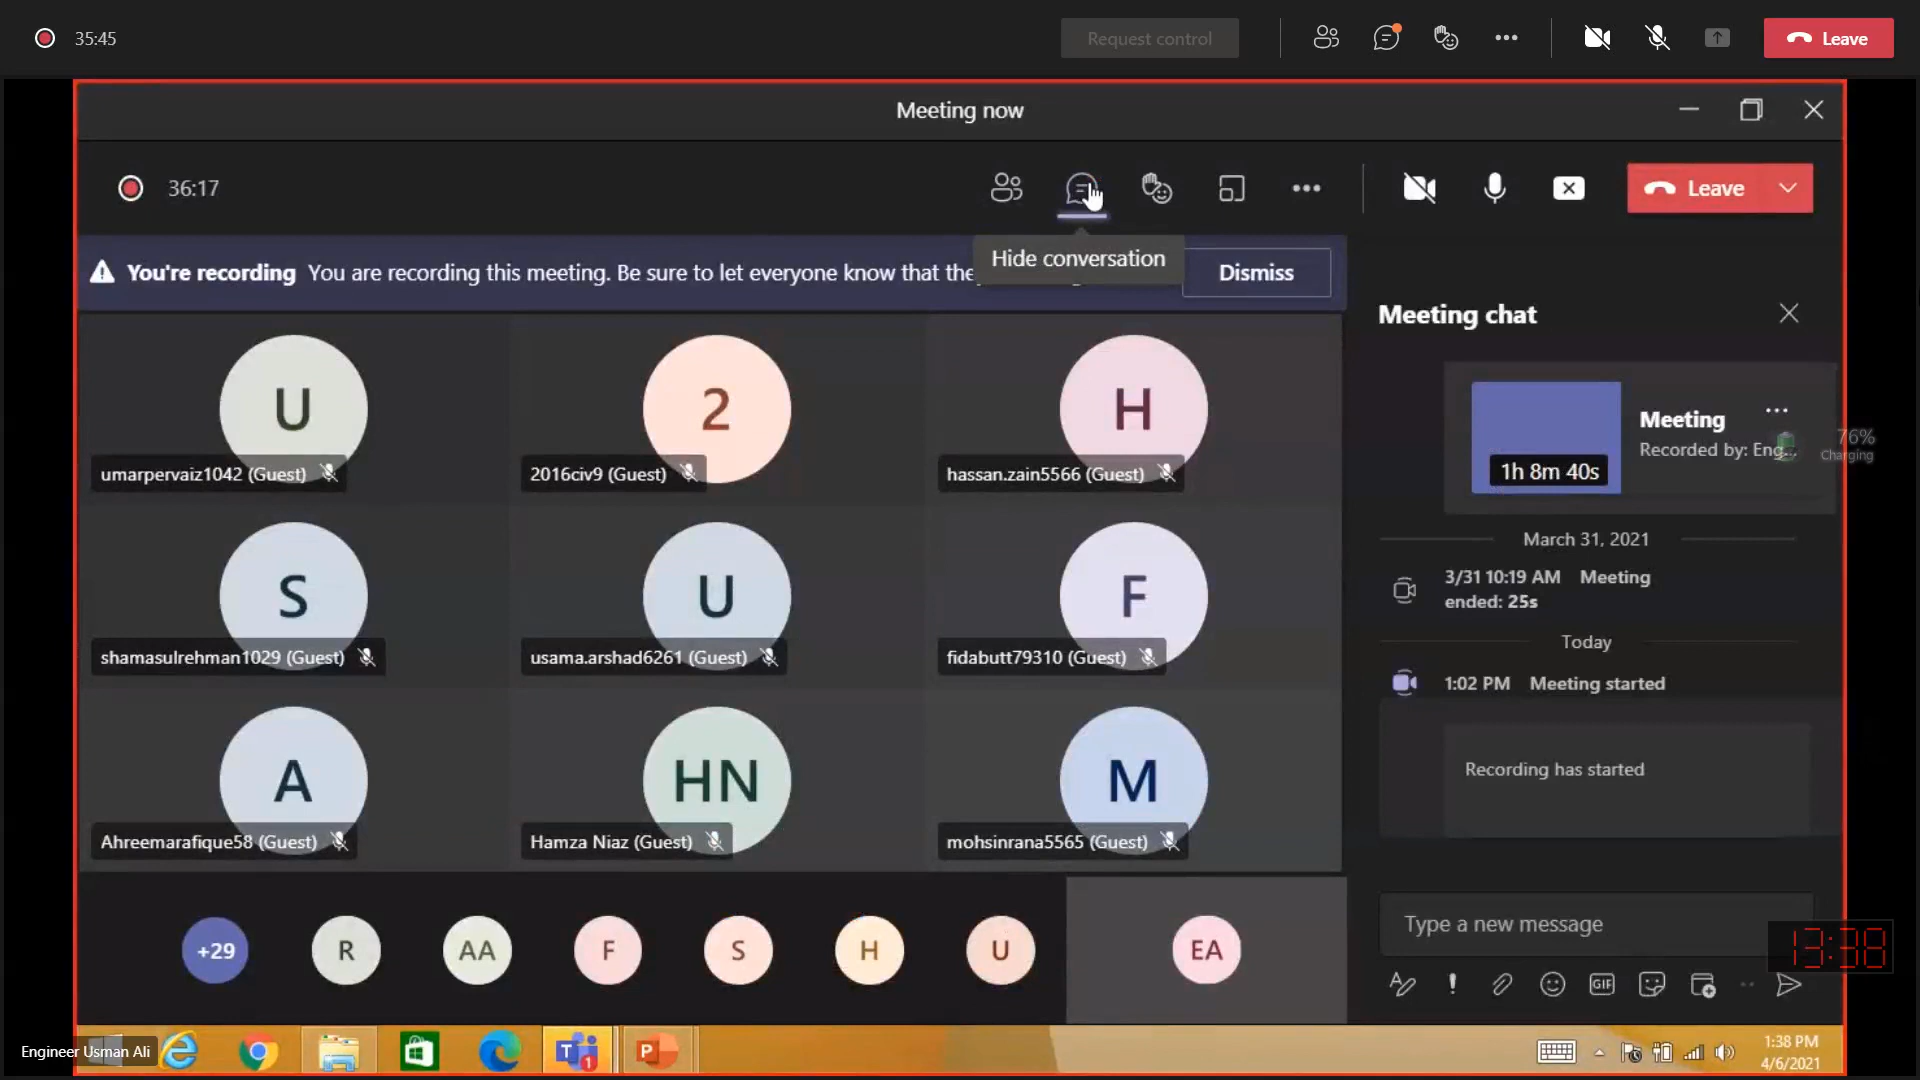 35:45
Request control
Leave
Meeting now
36:17
Leave
Hide conversation
You're recording You are recording this meeting. Be sure to let everyone know that the
Dismiss
Meeting chat
U
umarpervaiz1042 (Guest)
2
2016civ9 (Guest)
H
hassan.zain5566 (Guest)
S
shamasulrehman1029 (Guest)
U
usama.arshad6261 (Guest)
F
fidabutt79310 (Guest)
A
Ahreemarafique58 (Guest)
HN
Hamza Niaz (Guest)
M
mohsinrana5565 (Guest)
+29
R
AA
F
S
H
U
EA
Meeting
Recorded by: Eng...
1h 8m 40s
76%
Charging
March 31, 2021
3/31 10:19 AM Meeting
ended: 25s
Today
1:02 PM Meeting started
Recording has started
Type a new message
13:38
GIF
Engineer Usman Ali
1
1:38 PM
4/6/2021